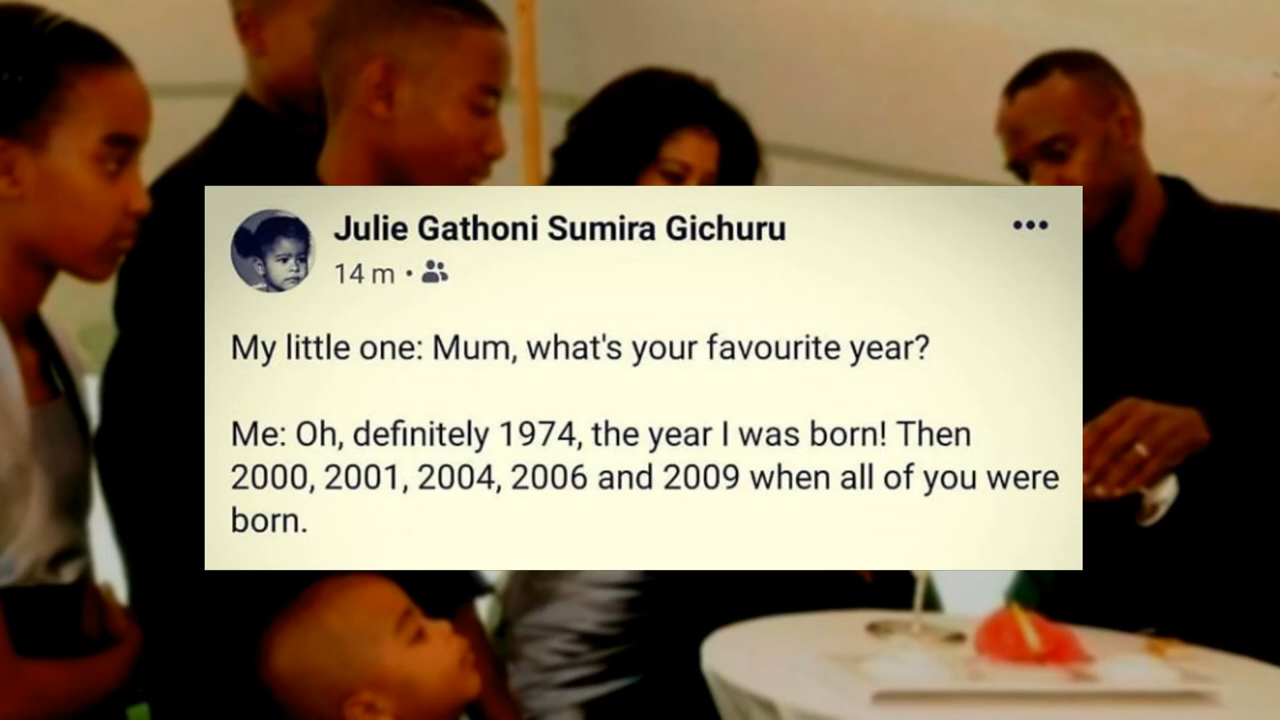 Julie Gathoni Sumira Gichuru
14 m •
My little one: Mum, what's your favourite year?
Me: Oh, definitely 1974, the year I was born! Then
2000, 2001, 2004, 2006 and 2009 when all of you were
born.